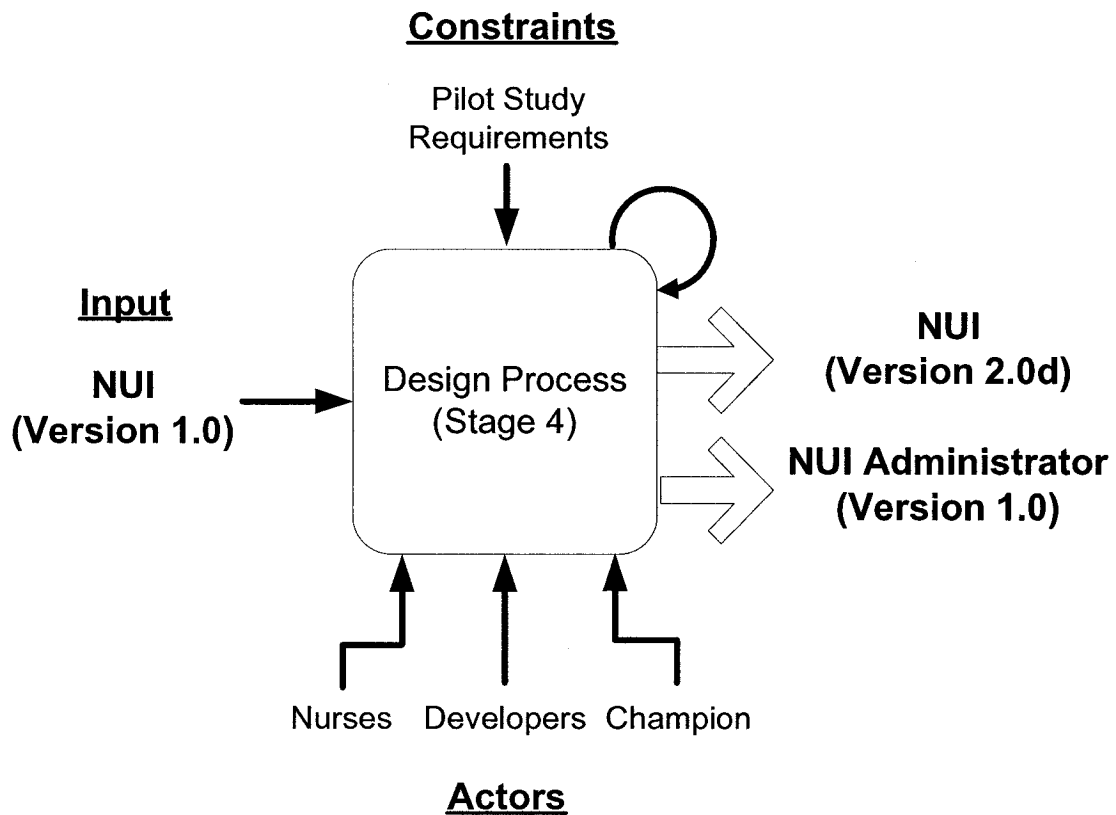 Constraints
Pilot Study
Requirements
Input
NUI
(Version 1.0)
Design Process
(Stage 4)
NUI
(Version 2.0d)
NUI Administrator
(Version 1.0)
Nurses
Developers
Champion
Actors